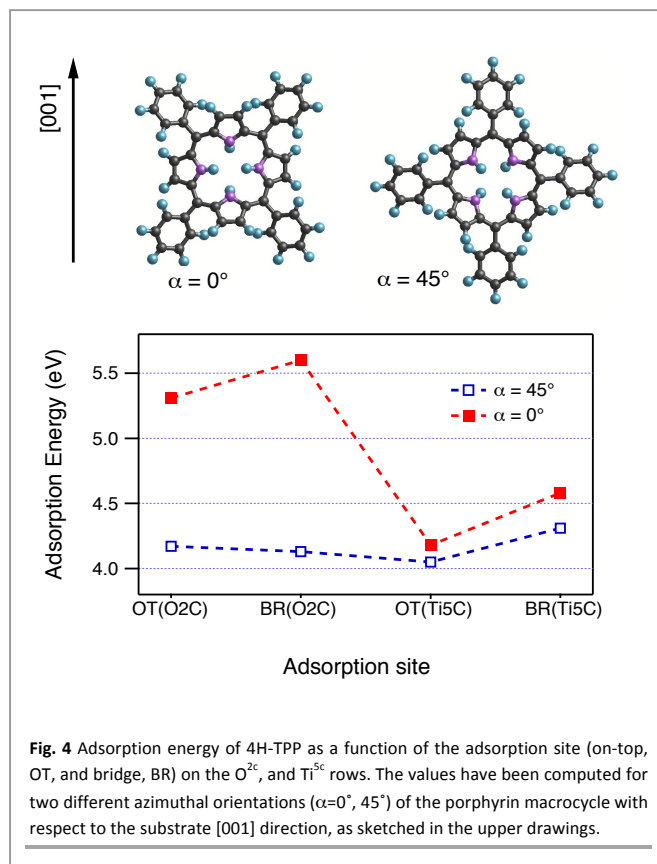 [001]
α = 0°
α = 45°
Adsorption Energy (eV)
5.5
5.0
4.5
4.0
α = 45°
α = 0°
OT(O2C) BR(O2C) OT(Ti5C) BR(Ti5C)
Adsorption site
Fig. 4 Adsorption energy of 4H-TPP as a function of the adsorption site (on-top,
OT, and bridge, BR) on the O2c, and Ti5c rows. The values have been computed for
two different azimuthal orientations (α=0˚, 45˚) of the porphyrin macrocycle with
respect to the substrate [001] direction, as sketched in the upper drawings.